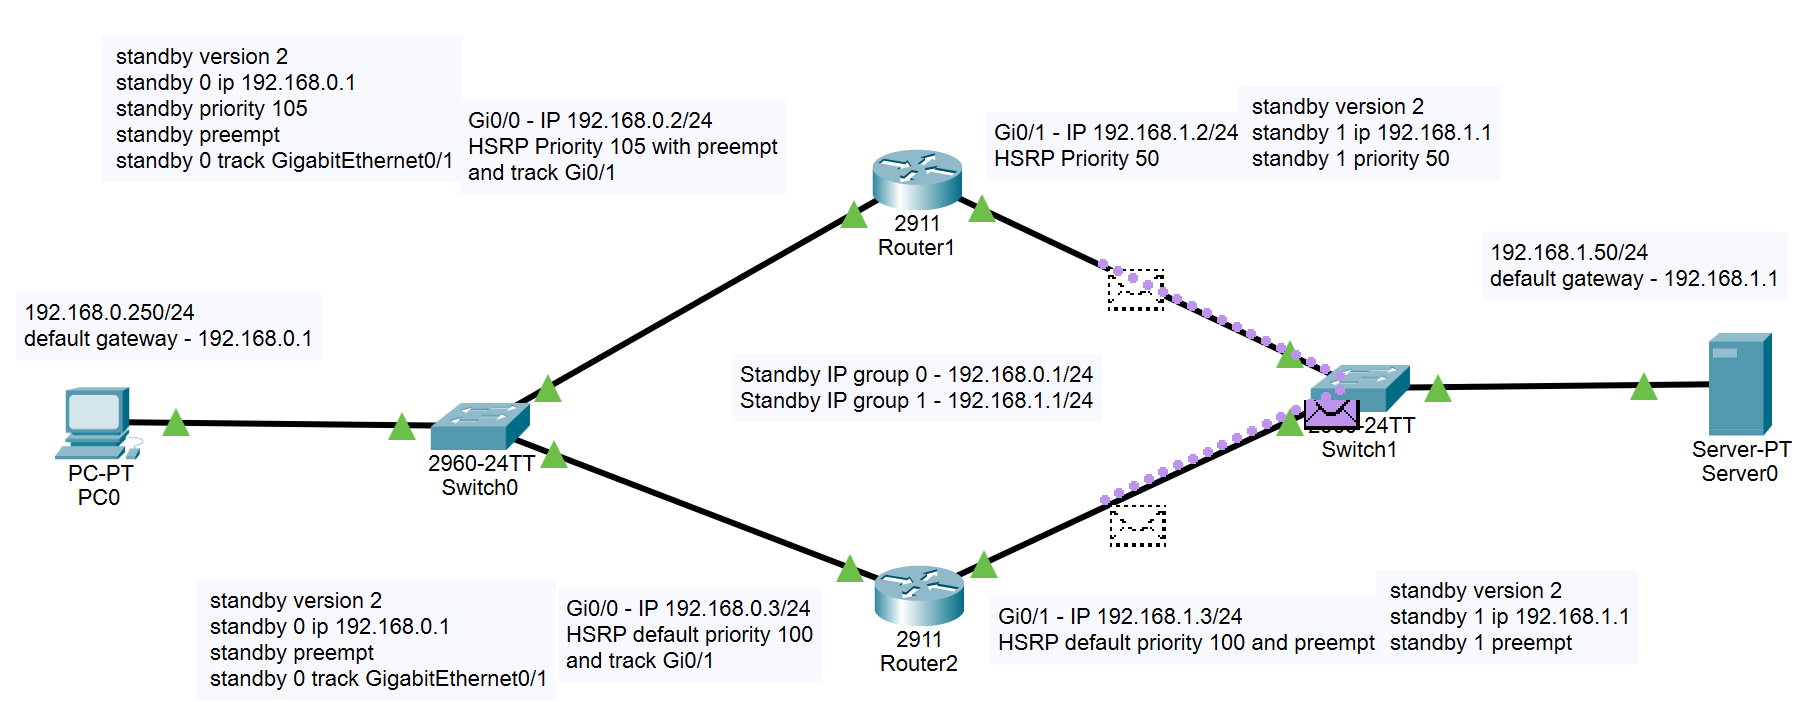 standby version 2
standby 0 ip 192.168.0.1
standby priority 105
standby preempt
standby 0 track GigabitEthernet0/1
Gi0/0 - IP 192.168.0.2/24
HSRP Priority 105 with preempt
and track Gi0/1
Gi0/1 - IP 192.168.1.2/24
HSRP Priority 50
standby version 2
standby 1 ip 192.168.1.1
standby 1 priority 50
2911
Router1
192.168.1.50/24
default gateway - 192.168.1.1
192.168.0.250/24
default gateway - 192.168.0.1
Standby IP group 0 - 192.168.0.1/24
Standby IP group 1 - 192.168.1.1/24
PC-PT
PC0
2960-24TT
Switch0
2960-24TT
Switch1
Server-PT
Server0
standby version 2
standby 0 ip 192.168.0.1
standby preempt
standby 0 track GigabitEthernet0/1
Gi0/0 - IP 192.168.0.3/24
HSRP default priority 100
and track Gi0/1
2911
Router2
Gi0/1 - IP 192.168.1.3/24
HSRP default priority 100 and preempt
standby version 2
standby 1 ip 192.168.1.1
standby 1 preempt